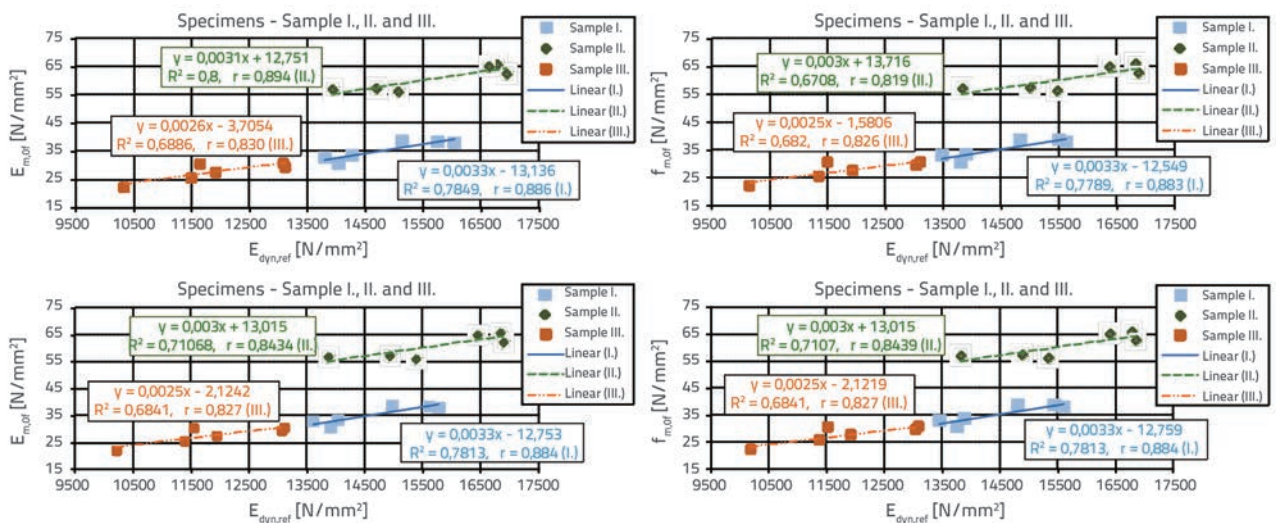 Specimens - Sample I., II. and III.
75
65
55
45
35
25
15
E_m,0f [N/mm²]
y = 0,0031x + 12,751
R² = 0,8, r = 0,894 (II.)
y = 0,0026x - 3,7054
R² = 0,6886, r = 0,830 (III.)
y = 0,0033x - 13,136
R² = 0,7849, r = 0,886 (I.)
Sample I.
Sample II.
Sample III.
Linear (I.)
Linear (II.)
Linear (III.)
9500 10500 11500 12500 13500 14500 15500 16500 17500
E_dyn,ref [N/mm²]
Specimens - Sample I., II. and III.
75
65
55
45
35
25
15
f_m,0f [N/mm²]
y = 0,003x + 13,716
R² = 0,6708, r = 0,819 (II.)
y = 0,0025x - 1,5806
R² = 0,682, r = 0,826 (III.)
y = 0,0033x - 12,549
R² = 0,7789, r = 0,883 (I.)
Sample I.
Sample II.
Sample III.
Linear (I.)
Linear (II.)
Linear (III.)
9500 10500 11500 12500 13500 14500 15500 16500 17500
E_dyn,ref [N/mm²]
Specimens - Sample I., II. and III.
75
65
55
45
35
25
15
E_m,0f [N/mm²]
y = 0,003x + 13,015
R² = 0,71068, r = 0,8434 (II.)
y = 0,0025x - 2,1242
R² = 0,6841, r = 0,827 (III.)
y = 0,0033x - 12,753
R² = 0,7813, r = 0,884 (I.)
Sample I.
Sample II.
Sample III.
Linear (I.)
Linear (II.)
Linear (III.)
9500 10500 11500 12500 13500 14500 15500 16500 17500
E_dyn,ref [N/mm²]
Specimens - Sample I., II. and III.
75
65
55
45
35
25
15
f_m,0f [N/mm²]
y = 0,003x + 13,015
R² = 0,7107, r = 0,8439 (II.)
y = 0,0025x - 2,1219
R² = 0,6841, r = 0,827 (III.)
y = 0,0033x - 12,759
R² = 0,7813, r = 0,884 (I.)
Sample I.
Sample II.
Sample III.
Linear (I.)
Linear (II.)
Linear (III.)
9500 10500 11500 12500 13500 14500 15500 16500 17500
E_dyn,ref [N/mm²]